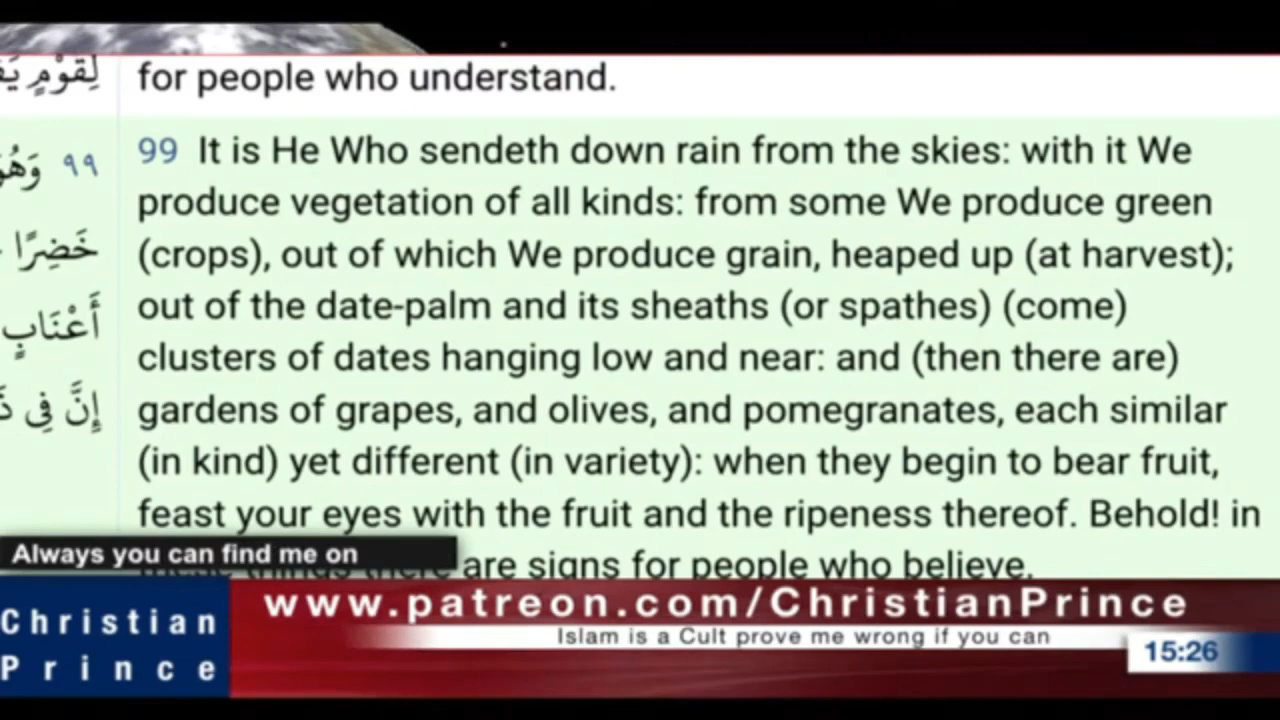 لِقَوْمٍ
for people who understand.
٩٩
99 It is He Who sendeth down rain from the skies: with it We
produce vegetation of all kinds: from some We produce green
خَضِرًا
(crops), out of which We produce grain, heaped up (at harvest);
out of the date-palm and its sheaths (or spathes) (come)
أَعْنَابٍ
clusters of dates hanging low and near: and (then there are)
إِنَّ فِي
gardens of grapes, and olives, and pomegranates, each similar
(in kind) yet different (in variety): when they begin to bear fruit,
feast your eyes with the fruit and the ripeness thereof. Behold! in
these things there are signs for people who believe.
Always you can find me on
www.patreon.com/ChristianPrince
Christian
Prince
Islam is a Cult prove me wrong if you can
15:26